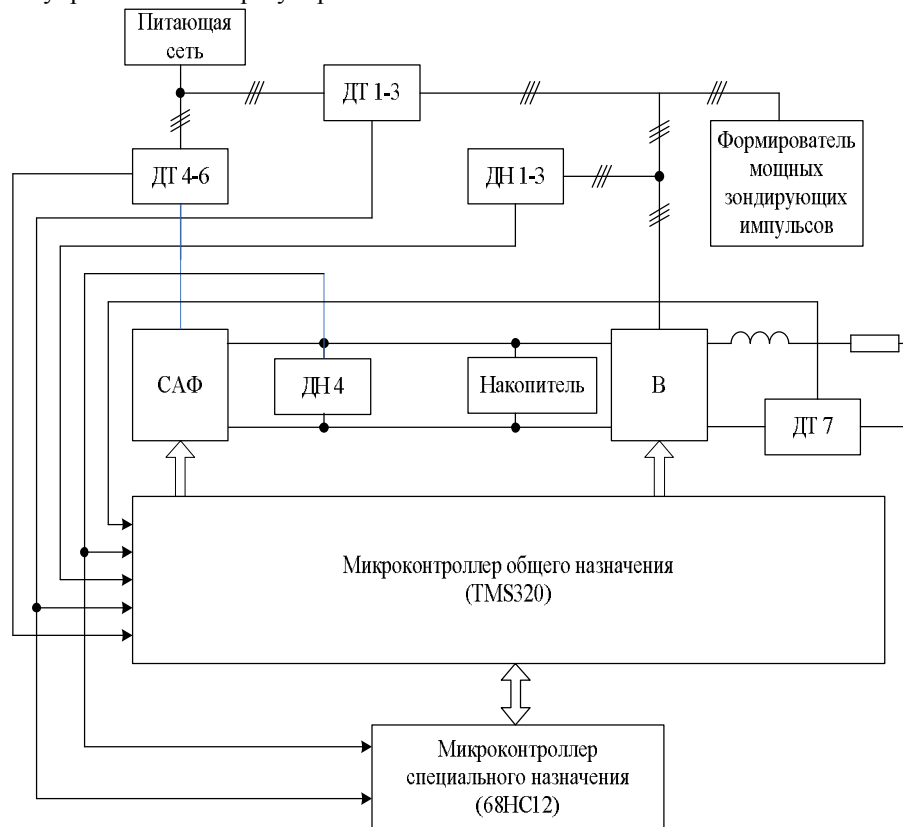 Питающая
сеть
ДТ 1-3
Формирователь
мощных
зондирующих
импульсов
ДТ 4-6
ДН 1-3
САФ
ДН 4
Накопитель
В
ДТ 7
Микроконтроллер общего назначения
(TMS320)
Микроконтроллер
специального назначения
(68HC12)